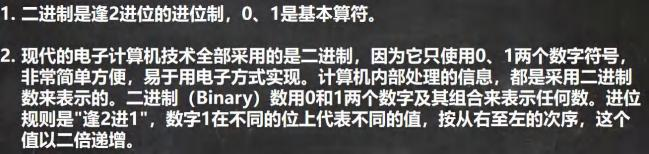 1. 二进制是逢2进位的进位制，0、1是基本算符。
2. 现代的电子计算机技术全部采用的是二进制，因为它只使用0、1两个数字符号，
非常简单方便，易于用电子方式实现。计算机内部处理的信息，都是采用二进制
数来表示的。二进制（Binary）数用0和1两个数字及其组合来表示任何数。进位
规则是"逢2进1"，数字1在不同的位上代表不同的值，按从右至左的次序，这个
值以二倍递增。